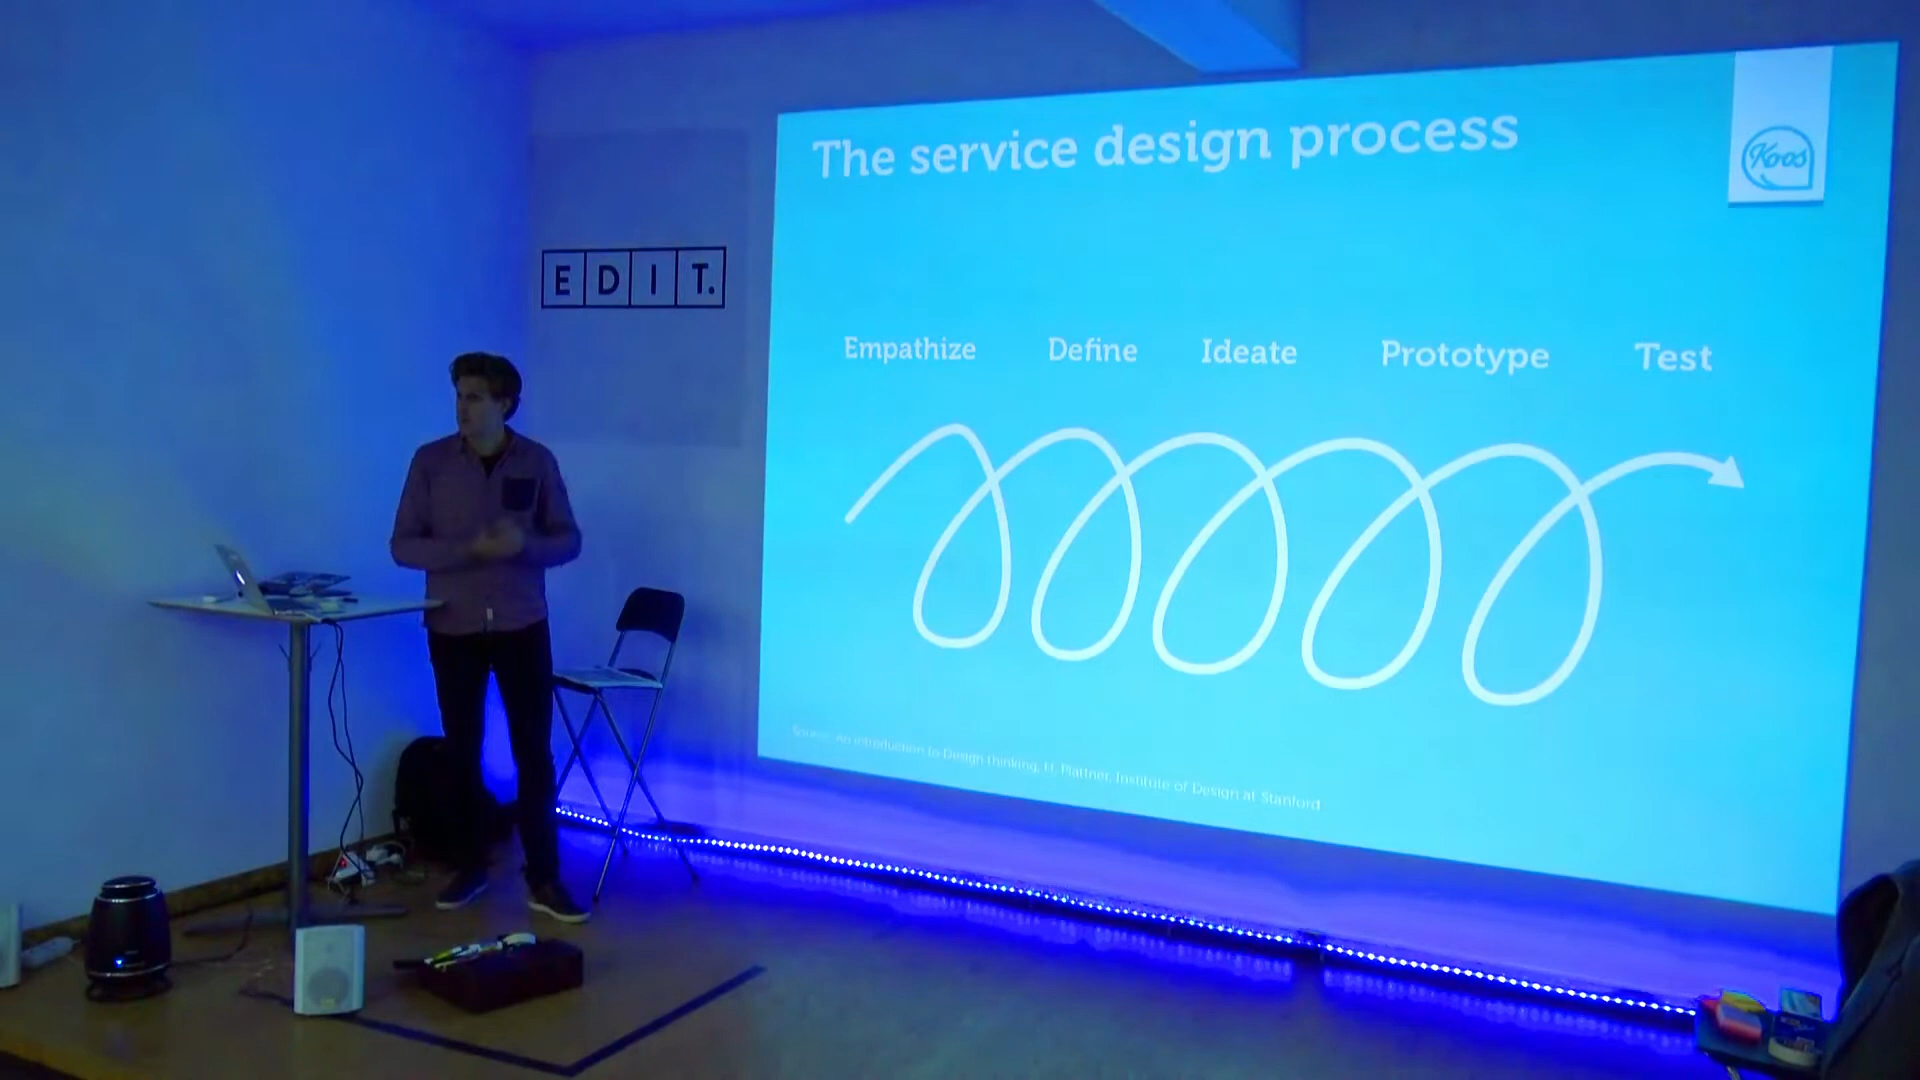 The service design process
Koos
EDIT.
Empathize Define Ideate Prototype Test
Source: An introduction to Design thinking, H. Plattner, Institute of Design at Stanford